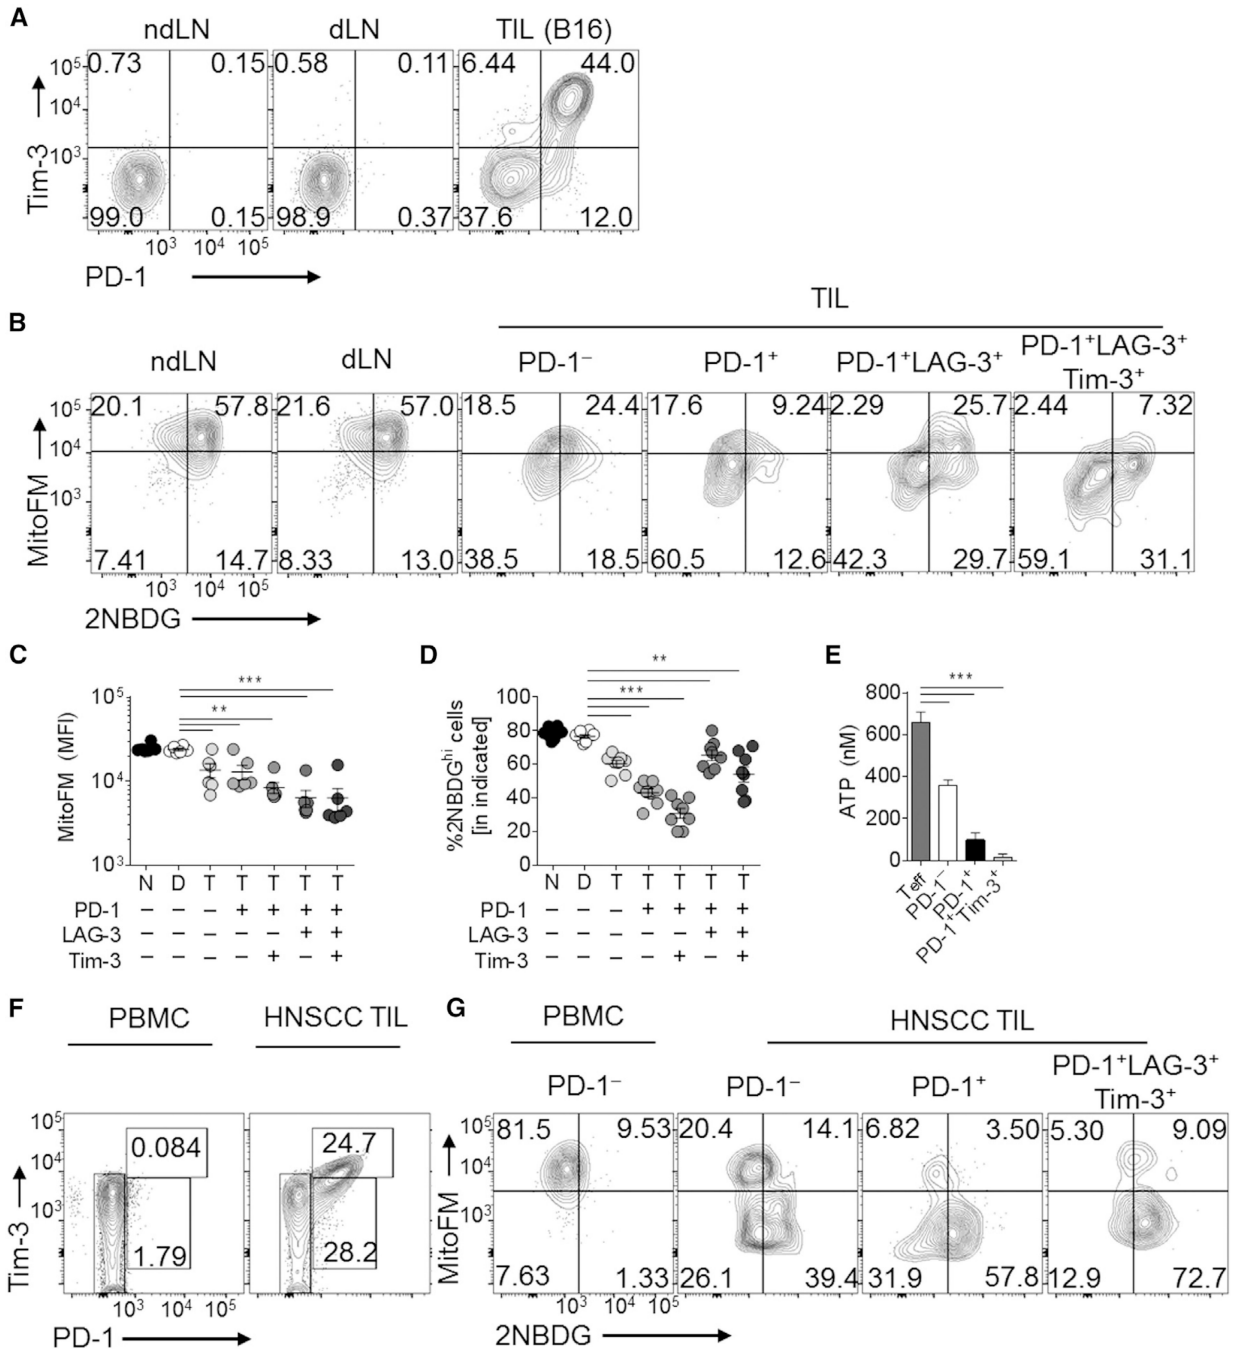 A
ndLN dLN TIL (B16)
10⁵ 0.73 0.15 0.58 0.11 6.44 44.0
10⁴
10³
Tim-3
99.0 0.15 98.9 0.37 37.6 12.0
10³ 10⁴ 10⁵
PD-1
B
TIL
ndLN dLN PD-1⁻ PD-1⁺ PD-1⁺LAG-3⁺ PD-1⁺LAG-3⁺
Tim-3⁺
10⁵ 20.1 57.8 21.6 57.0 18.5 24.4 17.6 9.24 2.29 25.7 2.44 7.32
10⁴
10³
MitoFM
7.41 14.7 8.33 13.0 38.5 18.5 60.5 12.6 42.3 29.7 59.1 31.1
10³ 10⁴ 10⁵
2NBDG
C
***
**
10⁵
10⁴
10³
MitoFM (MFI)
N D T T T T T
PD-1 – – – + + + +
LAG-3 – – – – – + +
Tim-3 – – – – + – +
D
**
***
100
80
60
40
20
0
%2NBDGʰⁱ cells
[in indicated]
N D T T T T T
PD-1 – – – + + + +
LAG-3 – – – – – + +
Tim-3 – – – – + – +
E
***
800
600
400
200
0
ATP (nM)
Teff
PD-1⁻
PD-1⁺
PD-1⁺Tim-3⁺
F
PBMC HNSCC TIL
10⁵
10⁴
10³
0.084 24.7
1.79 28.2
Tim-3
10³ 10⁴ 10⁵
PD-1
G
PBMC HNSCC TIL
PD-1⁻ PD-1⁻ PD-1⁺ PD-1⁺LAG-3⁺
Tim-3⁺
10⁵ 81.5 9.53 20.4 14.1 6.82 3.50 5.30 9.09
10⁴
10³
MitoFM
7.63 1.33 26.1 39.4 31.9 57.8 12.9 72.7
10³ 10⁴ 10⁵
2NBDG